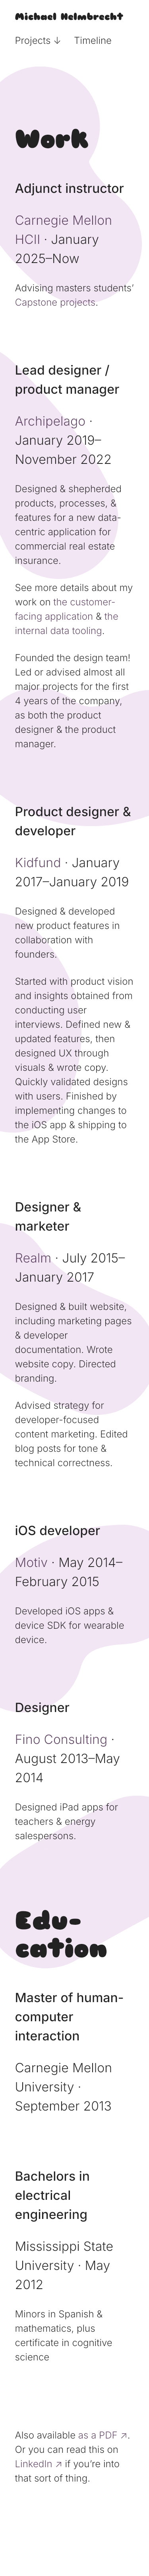 Michael Helmbrecht
Projects ↓ Timeline
Work
Adjunct instructor
Carnegie Mellon
HCII · January
2025–Now
Advising masters students’
Capstone projects.
Lead designer /
product manager
Archipelago ·
January 2019–
November 2022
Designed & shepherded
products, processes, &
features for a new data-
centric application for
commercial real estate
insurance.
See more details about my
work on the customer-
facing application & the
internal data tooling.
Founded the design team!
Led or advised almost all
major projects for the first
4 years of the company,
as both the product
designer & the product
manager.
Product designer &
developer
Kidfund · January
2017–January 2019
Designed & developed
new product features in
collaboration with
founders.
Started with product vision
and insights obtained from
conducting user
interviews. Defined new &
updated features, then
designed UX through
visuals & wrote copy.
Quickly validated designs
with users. Finished by
implementing changes to
the iOS app & shipping to
the App Store.
Designer &
marketer
Realm · July 2015–
January 2017
Designed & built website,
including marketing pages
& developer
documentation. Wrote
website copy. Directed
branding.
Advised strategy for
developer-focused
content marketing. Edited
blog posts for tone &
technical correctness.
iOS developer
Motiv · May 2014–
February 2015
Developed iOS apps &
device SDK for wearable
device.
Designer
Fino Consulting ·
August 2013–May
2014
Designed iPad apps for
teachers & energy
salespersons.
Edu-
cation
Master of human-
computer
interaction
Carnegie Mellon
University ·
September 2013
Bachelors in
electrical
engineering
Mississippi State
University · May
2012
Minors in Spanish &
mathematics, plus
certificate in cognitive
science
Also available as a PDF ↗.
Or you can read this on
LinkedIn ↗ if you’re into
that sort of thing.